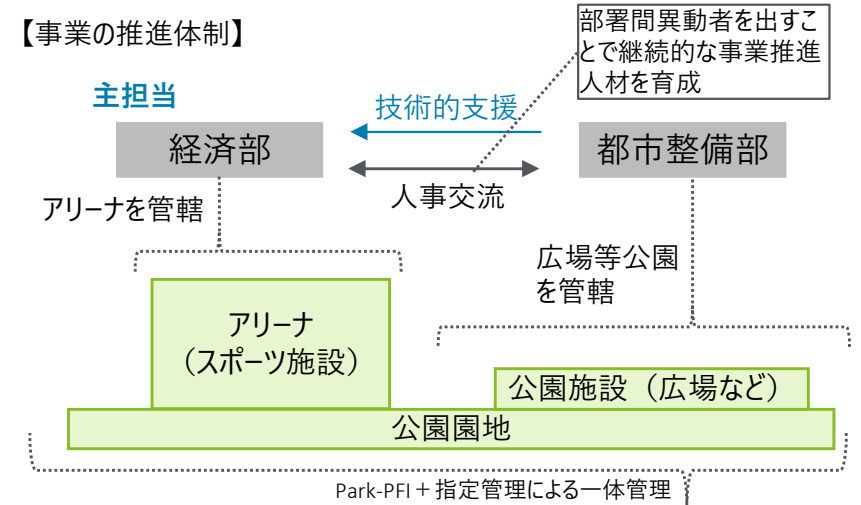 【事業の推進体制】
部署間異動者を出すこ
とで継続的な事業推進
人材を育成
主担当
技術的支援
経済部
都市整備部
人事交流
アリーナを管轄
広場等公園
を管轄
アリーナ
（スポーツ施設）
公園施設（広場など）
公園園地
Park-PFI＋指定管理による一体管理